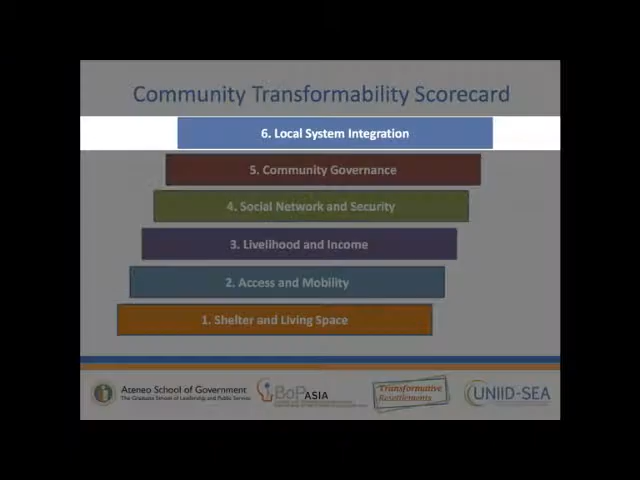 Community Transformability Scorecard
6. Local System Integration
5. Community Governance
4. Social Network and Security
3. Livelihood and Income
2. Access and Mobility
1. Shelter and Living Space
Ateneo School of Government
The Graduate School of Leadership and Public Service
BoP ASIA
Transformative
Resettlements
UNIID-SEA